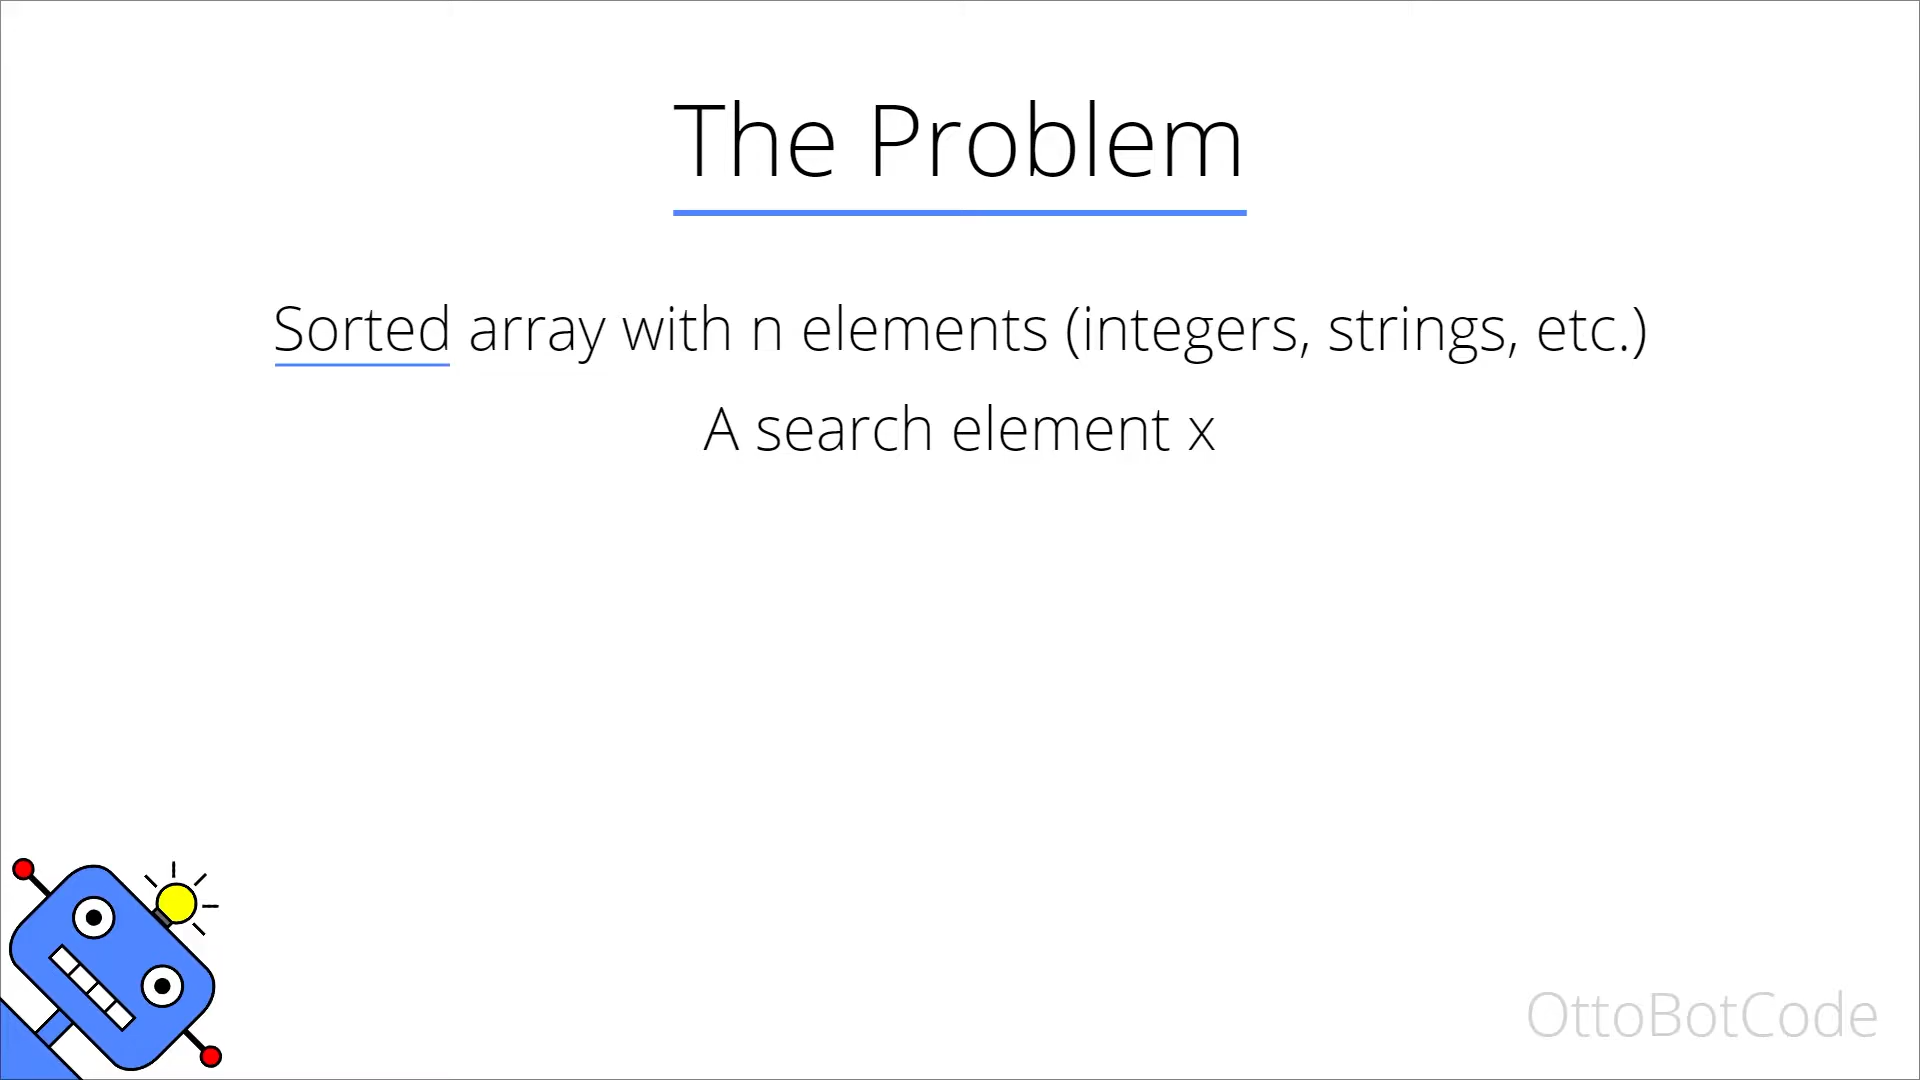 The Problem
Sorted array with n elements (integers, strings, etc.)
A search element x
OttoBotCode